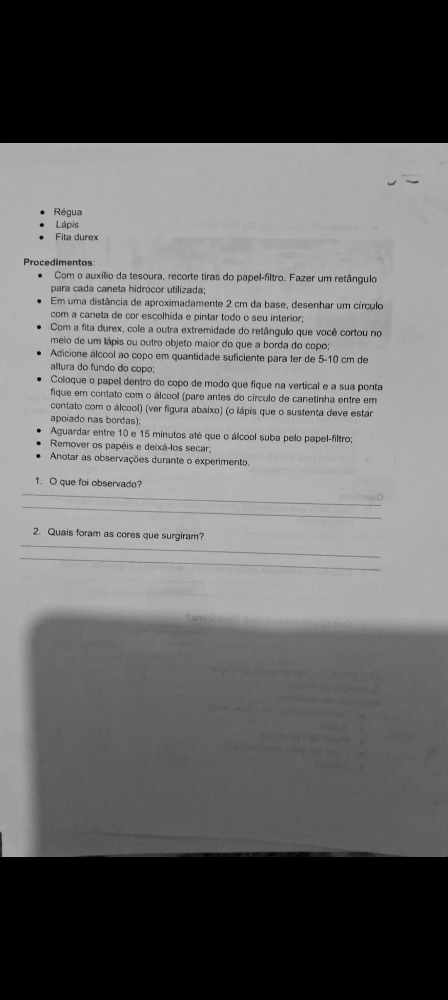 Régua
Lápis
Fita durex
Procedimentos:
Com o auxílio da tesoura, recorte tiras do papel-filtro. Fazer um retângulo
para cada caneta hidrocor utilizada;
Em uma distância de aproximadamente 2 cm da base, desenhar um círculo
com a caneta de cor escolhida e pintar todo o seu interior;
Com a fita durex, cole a outra extremidade do retângulo que você cortou no
meio de um lápis ou outro objeto maior do que a borda do copo;
Adicione álcool ao copo em quantidade suficiente para ter de 5-10 cm de
altura do fundo do copo;
Coloque o papel dentro do copo de modo que fique na vertical e a sua ponta
fique em contato com o álcool (pare antes do círculo de canetinha entre em
contato com o álcool) (ver figura abaixo) (o lápis que o sustenta deve estar
apoiado nas bordas);
Aguardar entre 10 e 15 minutos até que o álcool suba pelo papel-filtro;
Remover os papéis e deixá-los secar;
Anotar as observações durante o experimento.
1. O que foi observado?
2. Quais foram as cores que surgiram?